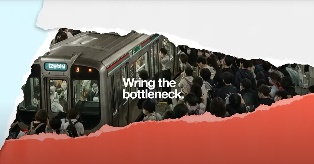 Wring the
bottleneck.